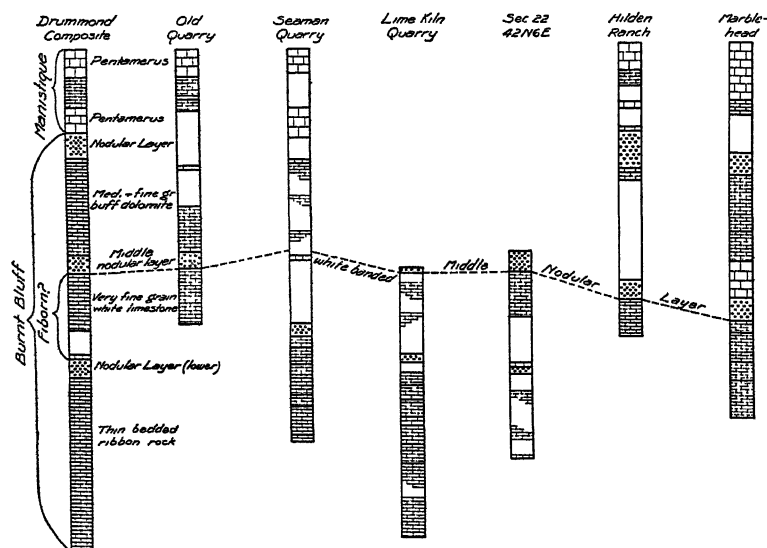 Drummond
Composite
Old
Quarry
Seaman
Quarry
Lime Kiln
Quarry
Sec 22
42N6E
Hilden
Ranch
Marble-
head
Manistique
Pentamerus
Pentamerus
Nodular Layer
Med. + fine gr
buff dolomite
Burnt Bluff
Middle
nodular layer
white banded
Middle
Nodular
Layer
Fiborn?
Very fine grain
white limestone
Nodular Layer (lower)
Thin bedded
ribbon rock